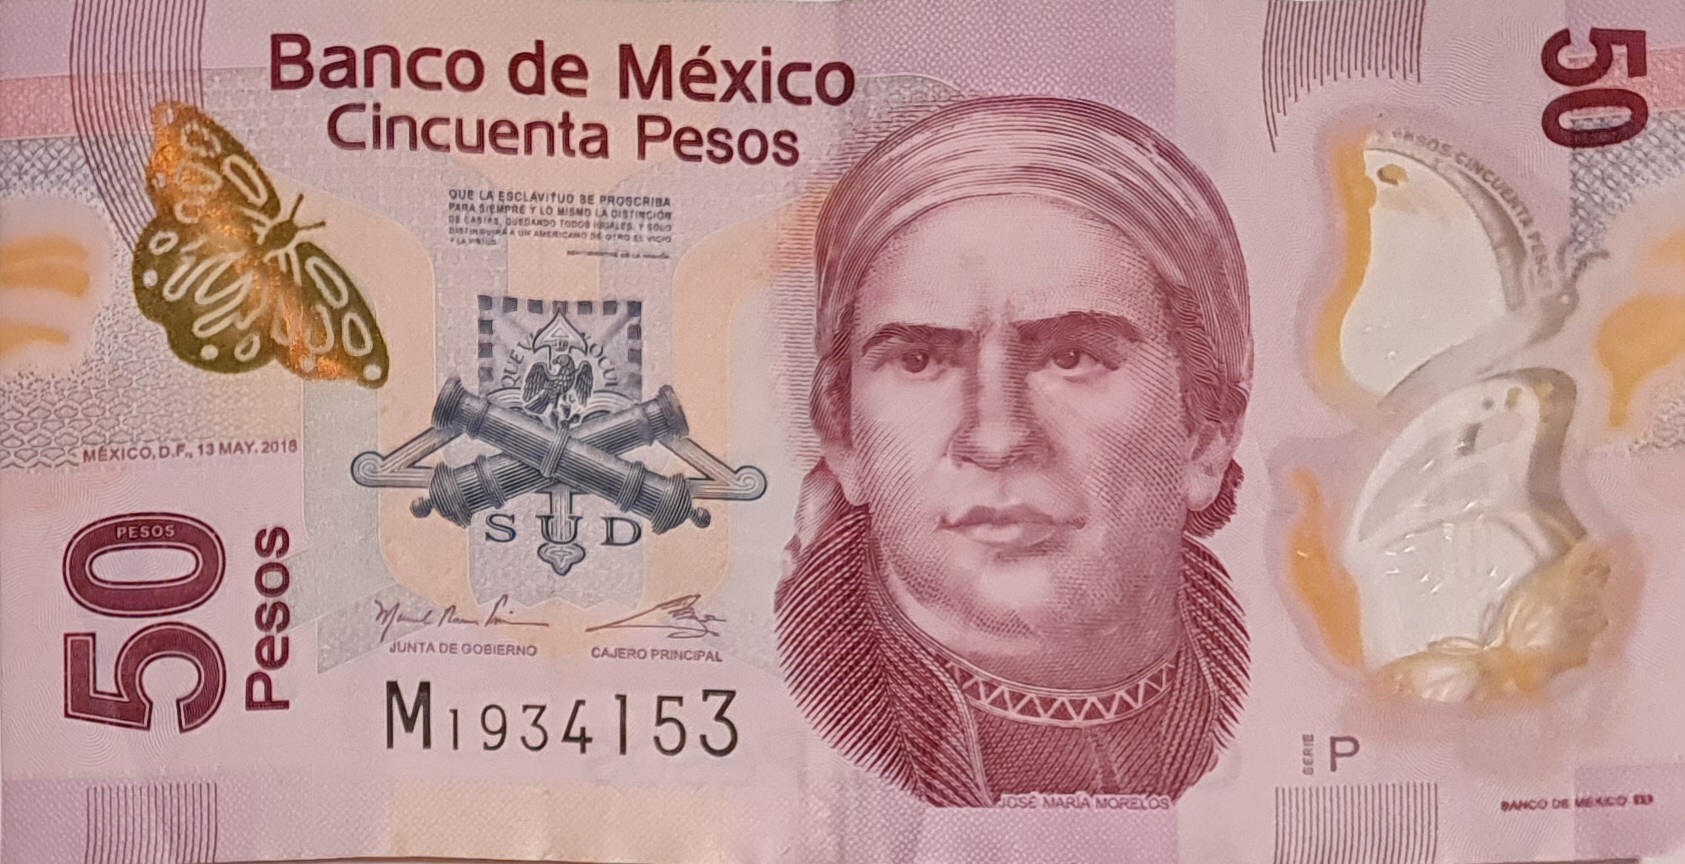 Banco de México
Cincuenta Pesos
50
PESOS CINCUENTA PESOS
QUE LA ESCLAVITUD SE PROSCRIBA
PARA SIEMPRE Y LO MISMO LA DISTINCIÓN
DE CASTAS, QUEDANDO TODOS IGUALES, Y SÓLO
DISTINGUIRÁ A UN AMERICANO DE OTRO EL VICIO
Y LA VIRTUD.
MÉXICO, D.F., 13 MAY. 2016
SUD
50
PESOS
Pesos
JUNTA DE GOBIERNO
CAJERO PRINCIPAL
M1934153
SERIE P
JOSÉ MARÍA MORELOS
BANCO DE MÉXICO